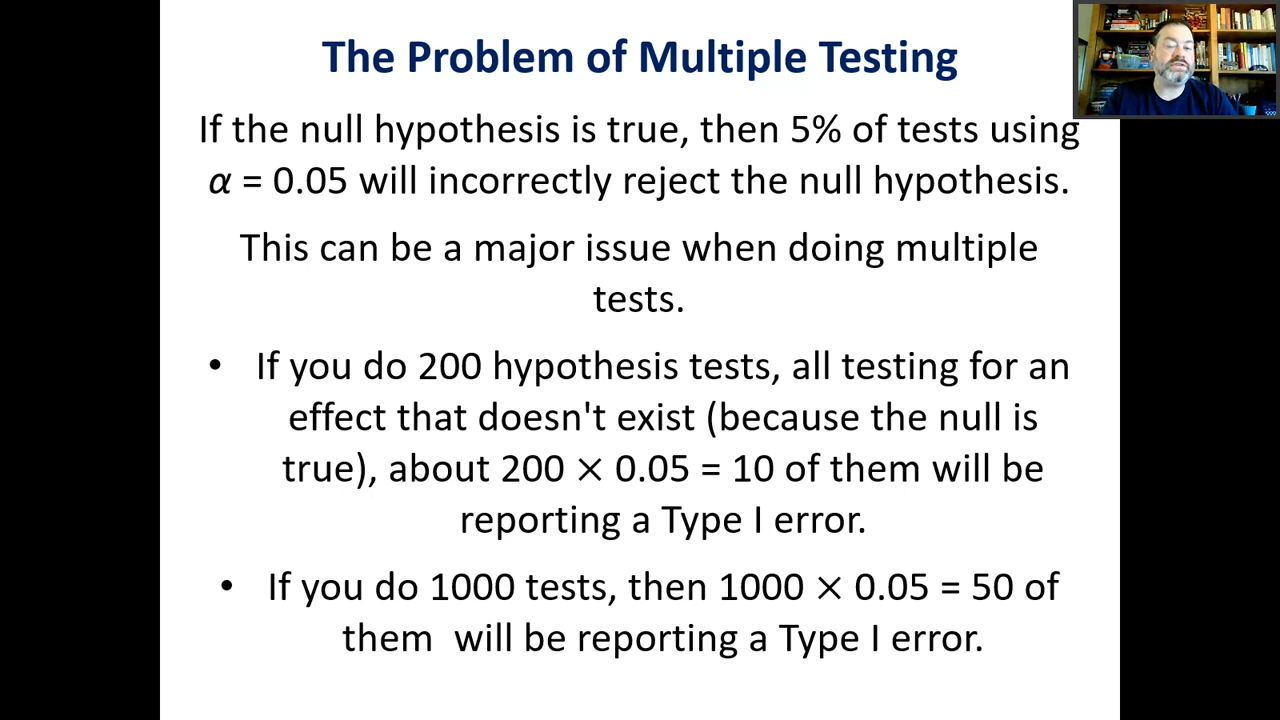 The Problem of Multiple Testing
If the null hypothesis is true, then 5% of tests using
α = 0.05 will incorrectly reject the null hypothesis.
This can be a major issue when doing multiple
tests.
• If you do 200 hypothesis tests, all testing for an
effect that doesn't exist (because the null is
true), about 200 × 0.05 = 10 of them will be
reporting a Type I error.
• If you do 1000 tests, then 1000 × 0.05 = 50 of
them  will be reporting a Type I error.